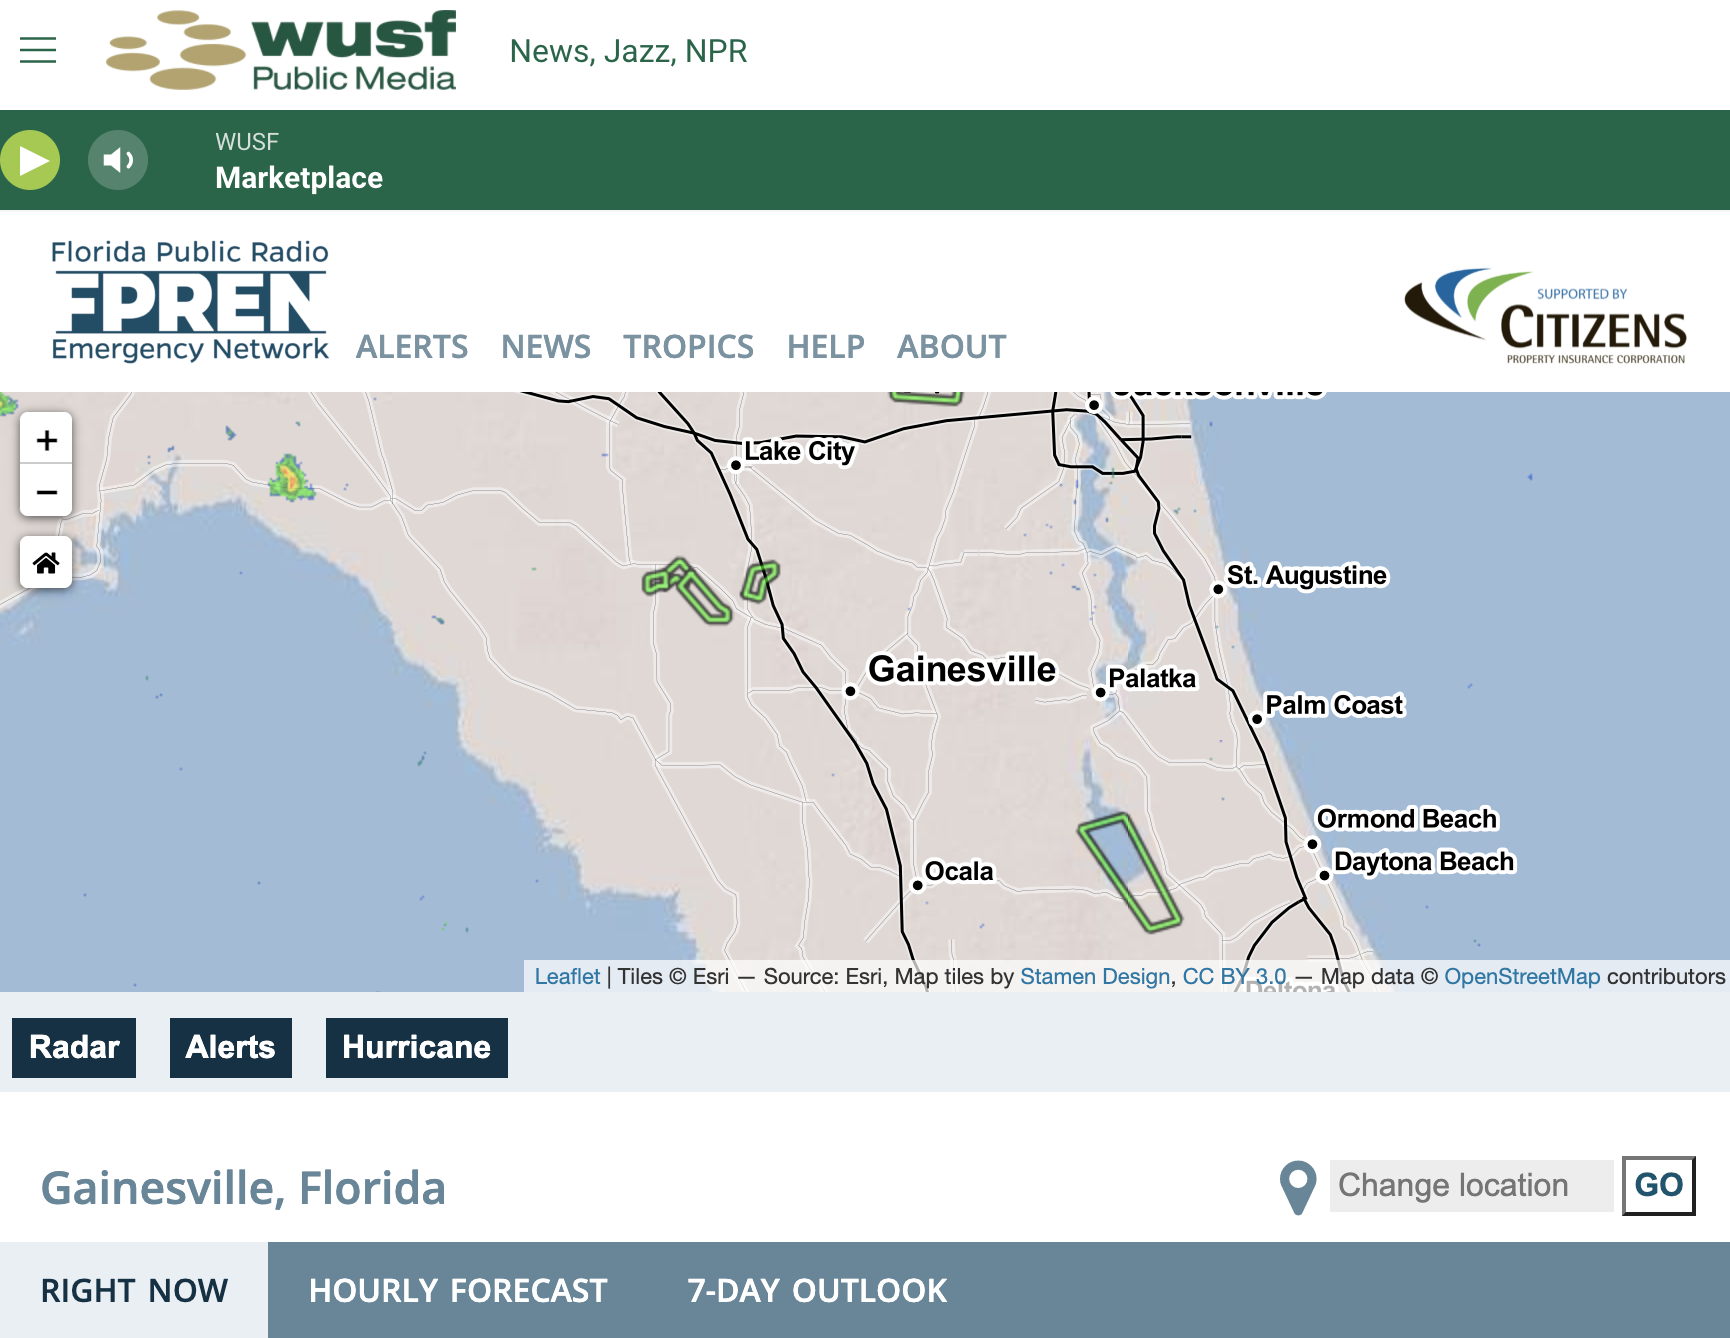 wusf
Public Media
News, Jazz, NPR
WUSF
Marketplace
Florida Public Radio
FPREN
Emergency Network
ALERTS NEWS TROPICS HELP ABOUT
SUPPORTED BY
CITIZENS
PROPERTY INSURANCE CORPORATION
+
−
Jacksonville
Lake City
St. Augustine
Gainesville
Palatka
Palm Coast
Ormond Beach
Daytona Beach
Ocala
Deltona
Leaflet | Tiles © Esri — Source: Esri, Map tiles by Stamen Design, CC BY 3.0 — Map data © OpenStreetMap contributors
Radar Alerts Hurricane
Gainesville, Florida
Change location GO
RIGHT NOW HOURLY FORECAST 7-DAY OUTLOOK